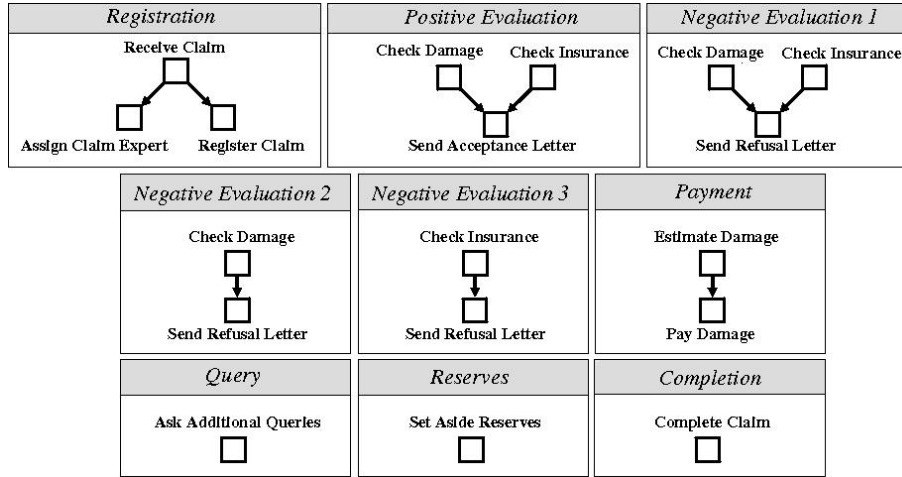 Registration
Receive Claim
Assign Claim Expert
Register Claim
Positive Evaluation
Check Damage
Check Insurance
Send Acceptance Letter
Negative Evaluation 1
Check Damage
Check Insurance
Send Refusal Letter
Negative Evaluation 2
Check Damage
Send Refusal Letter
Negative Evaluation 3
Check Insurance
Send Refusal Letter
Payment
Estimate Damage
Pay Damage
Query
Ask Additional Queries
Reserves
Set Aside Reserves
Completion
Complete Claim